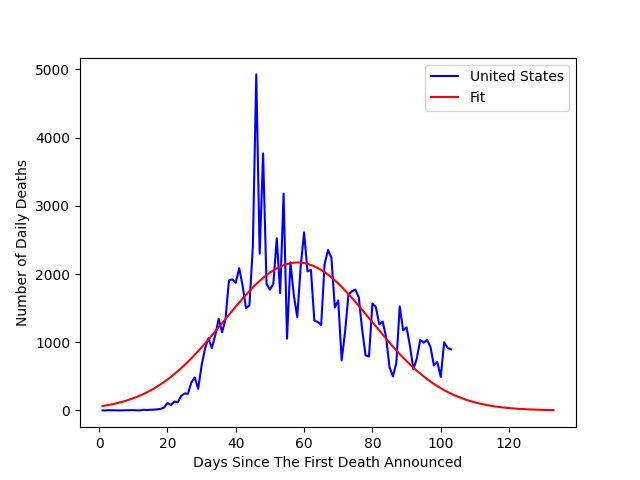 United States
Fit
5000
4000
3000
2000
1000
0
Number of Daily Deaths
0 20 40 60 80 100 120
Days Since The First Death Announced